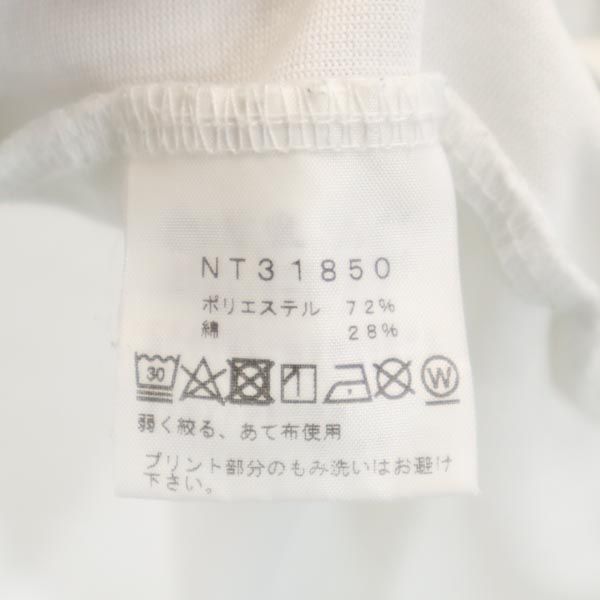 NT31850
ポリエステル 72%
綿 28%
30 W
弱く絞る、あて布使用
プリント部分のもみ洗いはお避け
下さい。